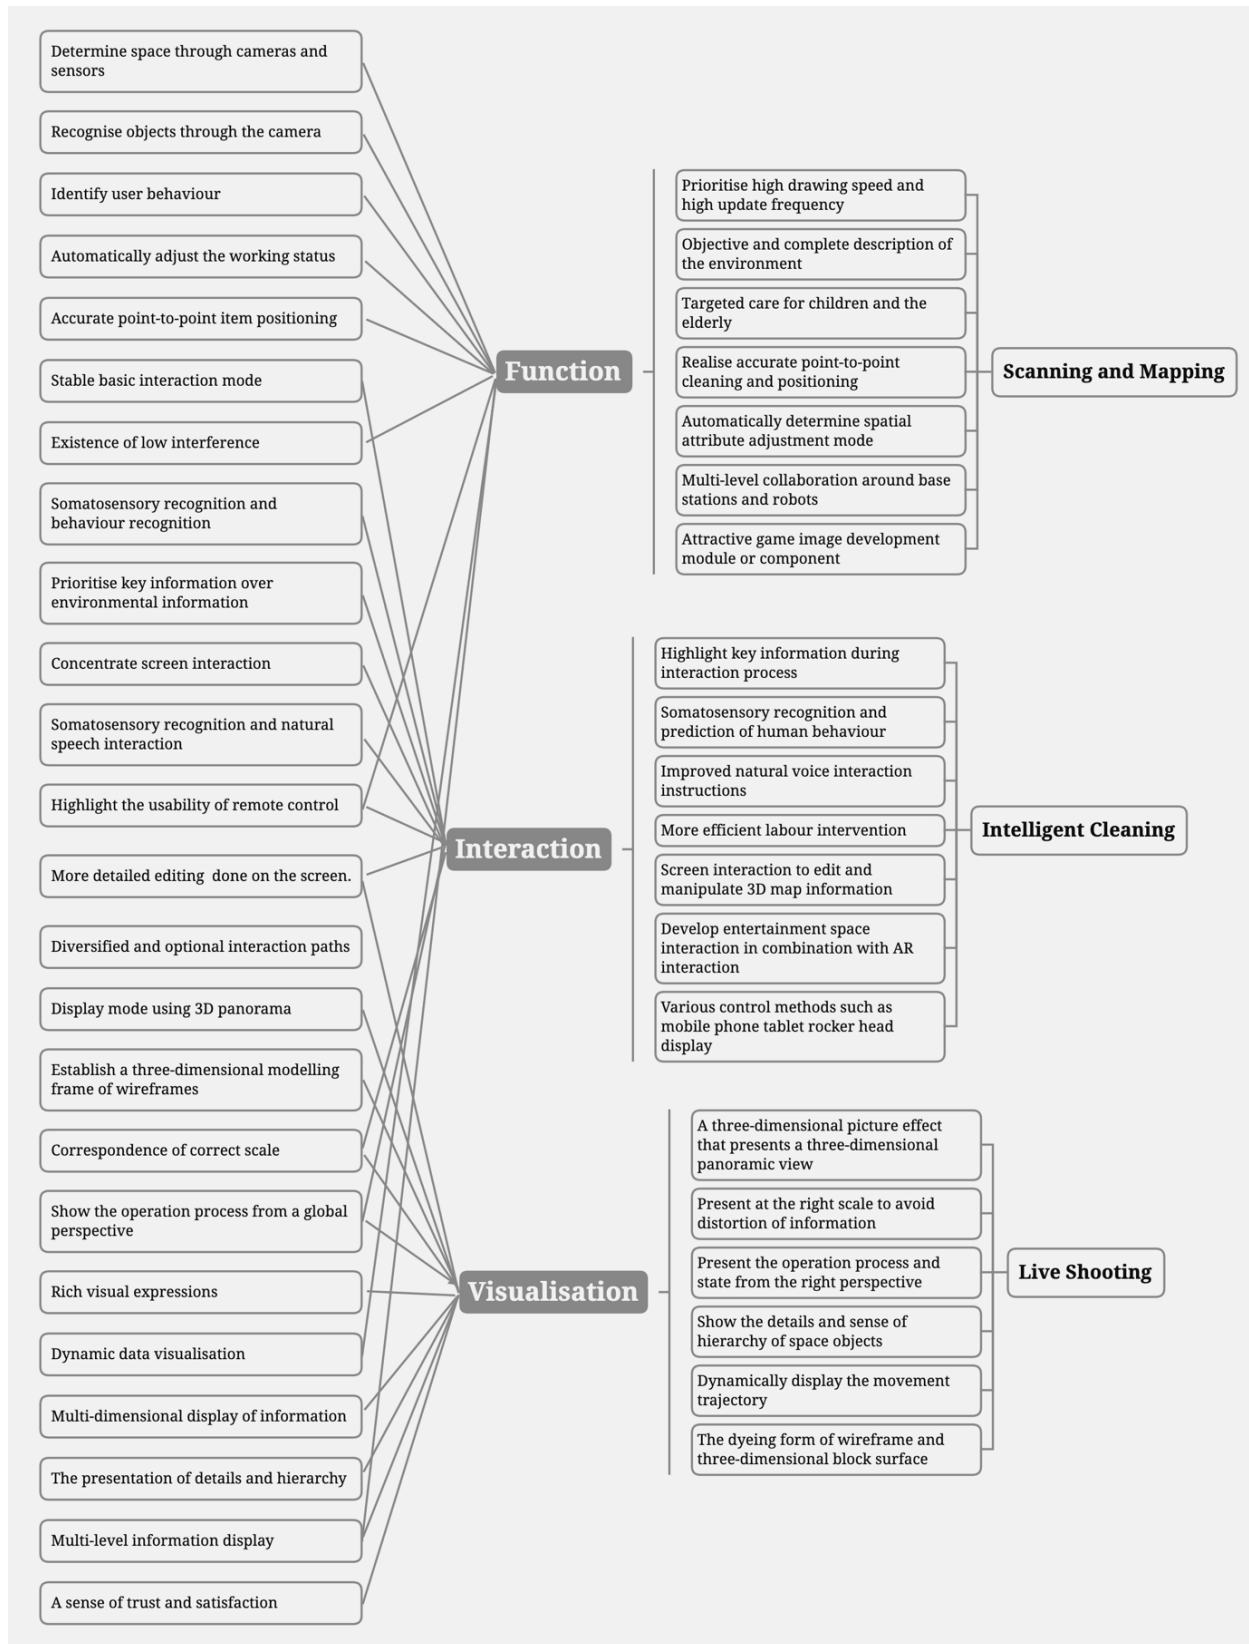 Determine space through cameras and
sensors
Recognise objects through the camera
Identify user behaviour
Automatically adjust the working status
Accurate point-to-point item positioning
Stable basic interaction mode
Existence of low interference
Somatosensory recognition and
behaviour recognition
Prioritise key information over
environmental information
Concentrate screen interaction
Somatosensory recognition and natural
speech interaction
Highlight the usability of remote control
More detailed editing  done on the screen.
Diversified and optional interaction paths
Display mode using 3D panorama
Establish a three-dimensional modelling
frame of wireframes
Correspondence of correct scale
Show the operation process from a global
perspective
Rich visual expressions
Dynamic data visualisation
Multi-dimensional display of information
The presentation of details and hierarchy
Multi-level information display
A sense of trust and satisfaction
Function
Prioritise high drawing speed and
high update frequency
Objective and complete description of
the environment
Targeted care for children and the
elderly
Realise accurate point-to-point
cleaning and positioning
Automatically determine spatial
attribute adjustment mode
Multi-level collaboration around base
stations and robots
Attractive game image development
module or component
Scanning and Mapping
Interaction
Highlight key information during
interaction process
Somatosensory recognition and
prediction of human behaviour
Improved natural voice interaction
instructions
More efficient labour intervention
Screen interaction to edit and
manipulate 3D map information
Develop entertainment space
interaction in combination with AR
interaction
Various control methods such as
mobile phone tablet rocker head
display
Intelligent Cleaning
Visualisation
A three-dimensional picture effect
that presents a three-dimensional
panoramic view
Present at the right scale to avoid
distortion of information
Present the operation process and
state from the right perspective
Show the details and sense of
hierarchy of space objects
Dynamically display the movement
trajectory
The dyeing form of wireframe and
three-dimensional block surface
Live Shooting